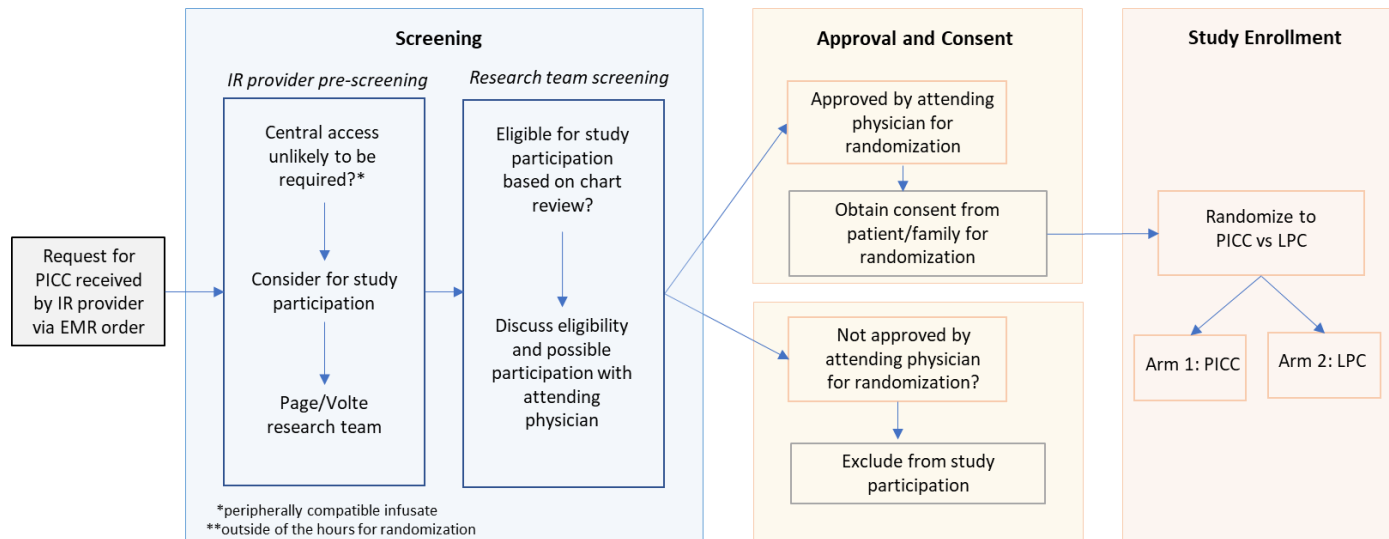 Screening
IR provider pre-screening
Research team screening
Request for
PICC received
by IR provider
via EMR order
Central access
unlikely to be
required?*
Consider for study
participation
Page/Volte
research team
Eligible for study
participation
based on chart
review?
Discuss eligibility
and possible
participation with
attending
physician
*peripherally compatible infusate
**outside of the hours for randomization
Approval and Consent
Approved by attending
physician for
randomization
Obtain consent from
patient/family for
randomization
Not approved by
attending physician
for randomization?
Exclude from study
participation
Study Enrollment
Randomize to
PICC vs LPC
Arm 1: PICC
Arm 2: LPC